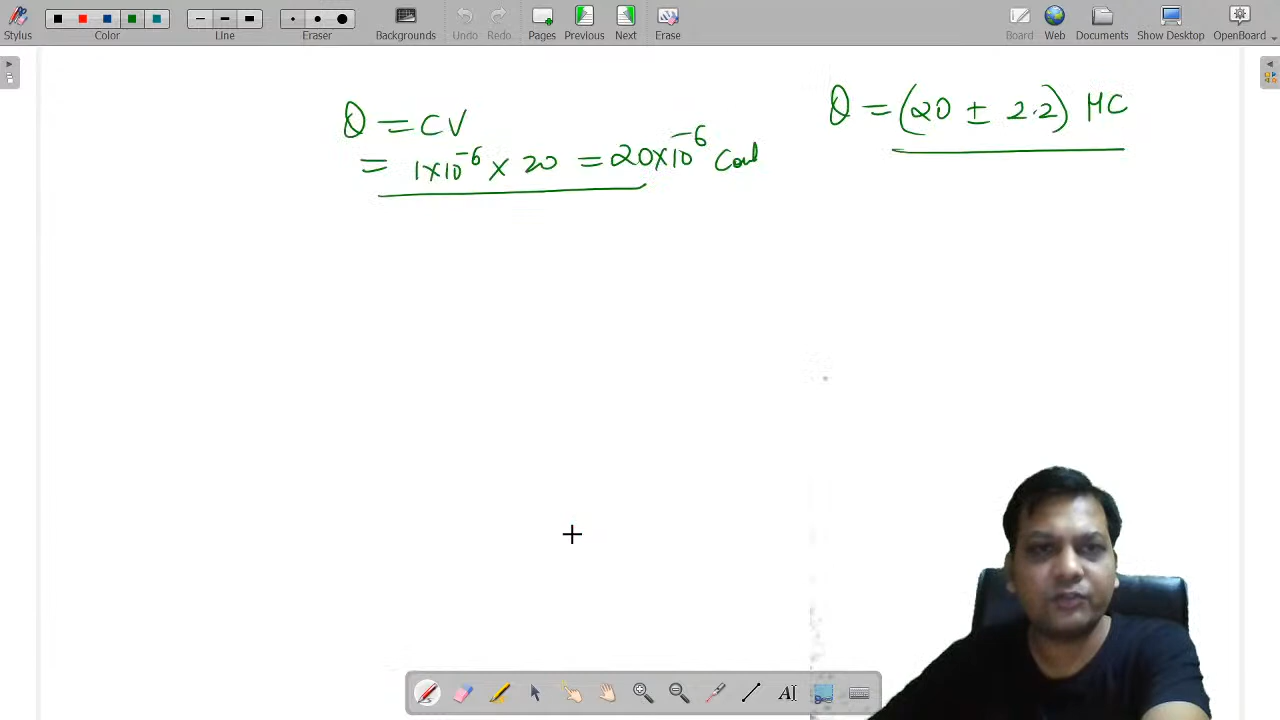 Stylus
Color
Line
Eraser
Backgrounds
Undo
Redo
Pages
Previous
Next
Erase
Board
Web
Documents
Show Desktop
OpenBoard
Q = CV
= 1×10⁻⁶ × 20 = 20×10⁻⁶ Coul
Q = (20 ± 2.2) μC